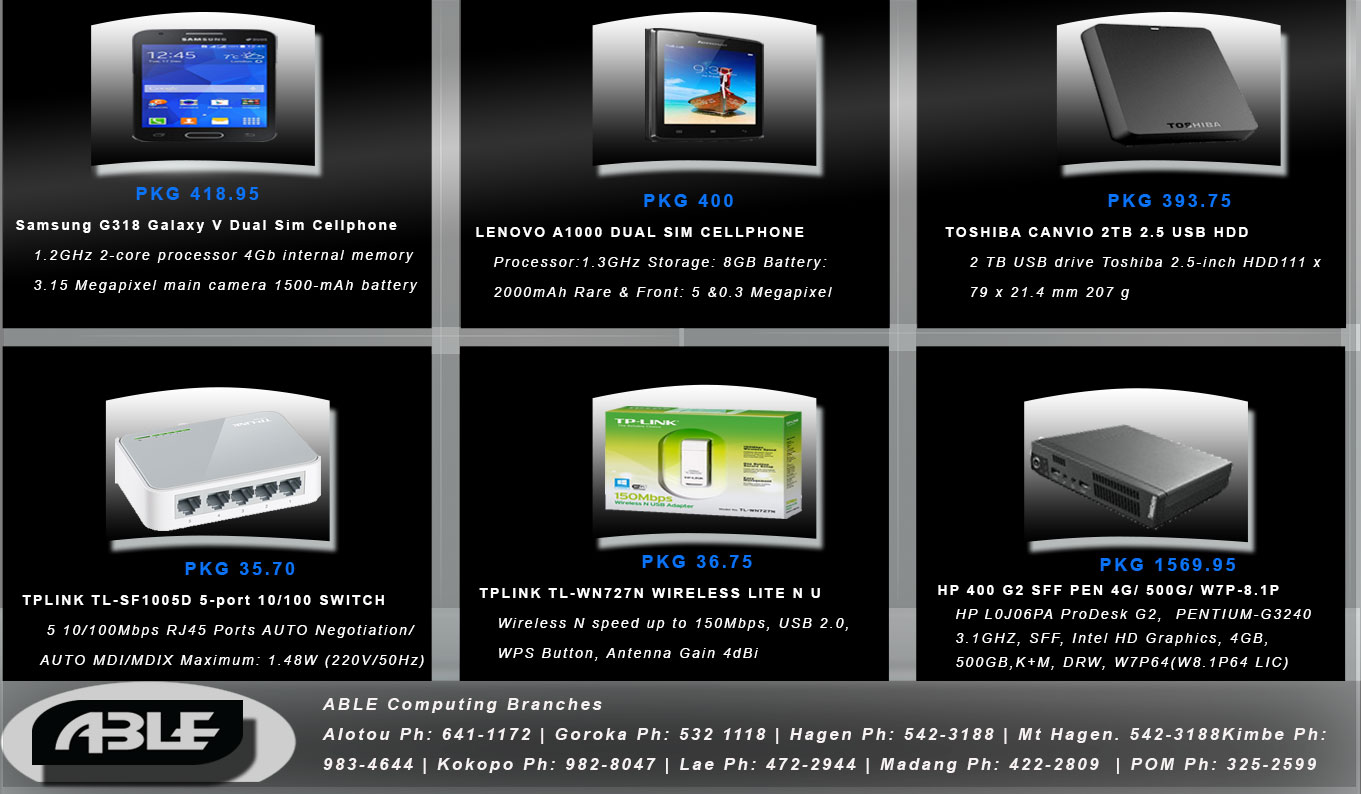 SAMSUNG
12:45
7°c
Google
PKG 418.95
Samsung G318 Galaxy V Dual Sim Cellphone
1.2GHz 2-core processor 4Gb internal memory
3.15 Megapixel main camera 1500-mAh battery
PKG 400
LENOVO A1000 DUAL SIM CELLPHONE
Processor:1.3GHz Storage: 8GB Battery:
2000mAh Rare & Front: 5 &0.3 Megapixel
TOSHIBA
PKG 393.75
TOSHIBA CANVIO 2TB 2.5 USB HDD
2 TB USB drive Toshiba 2.5-inch HDD111 x
79 x 21.4 mm 207 g
TP-LINK
PKG 35.70
TPLINK TL-SF1005D 5-port 10/100 SWITCH
5 10/100Mbps RJ45 Ports AUTO Negotiation/
AUTO MDI/MDIX Maximum: 1.48W (220V/50Hz)
TP-LINK
150Mbps
Wireless N USB Adapter
TL-WN727N
PKG 36.75
TPLINK TL-WN727N WIRELESS LITE N U
Wireless N speed up to 150Mbps, USB 2.0,
WPS Button, Antenna Gain 4dBi
PKG 1569.95
HP 400 G2 SFF PEN 4G/ 500G/ W7P-8.1P
HP L0J06PA ProDesk G2, PENTIUM-G3240
3.1GHZ, SFF, Intel HD Graphics, 4GB,
500GB,K+M, DRW, W7P64(W8.1P64 LIC)
ABLE
ABLE Computing Branches
Alotou Ph: 641-1172 | Goroka Ph: 532 1118 | Hagen Ph: 542-3188 | Mt Hagen. 542-3188Kimbe Ph:
983-4644 | Kokopo Ph: 982-8047 | Lae Ph: 472-2944 | Madang Ph: 422-2809 | POM Ph: 325-2599